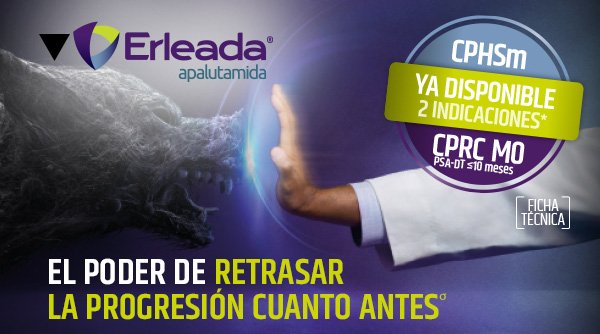 Erleada®
apalutamida
CPHSm
YA DISPONIBLE
2 INDICACIONES*
CPRC M0
PSA-DT ≤10 meses
[FICHA
TÉCNICA]
EL PODER DE RETRASAR
LA PROGRESIÓN CUANTO ANTESσ